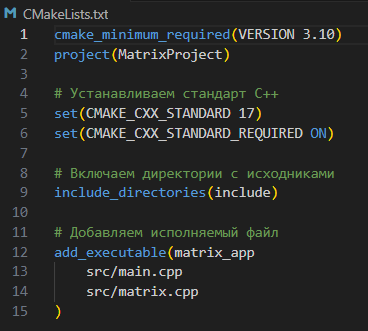 CMakeLists.txt
1 cmake_minimum_required(VERSION 3.10)
2 project(MatrixProject)
3
4 # Устанавливаем стандарт C++
5 set(CMAKE_CXX_STANDARD 17)
6 set(CMAKE_CXX_STANDARD_REQUIRED ON)
7
8 # Включаем директории с исходниками
9 include_directories(include)
10
11 # Добавляем исполняемый файл
12 add_executable(matrix_app
13     src/main.cpp
14     src/matrix.cpp
15 )